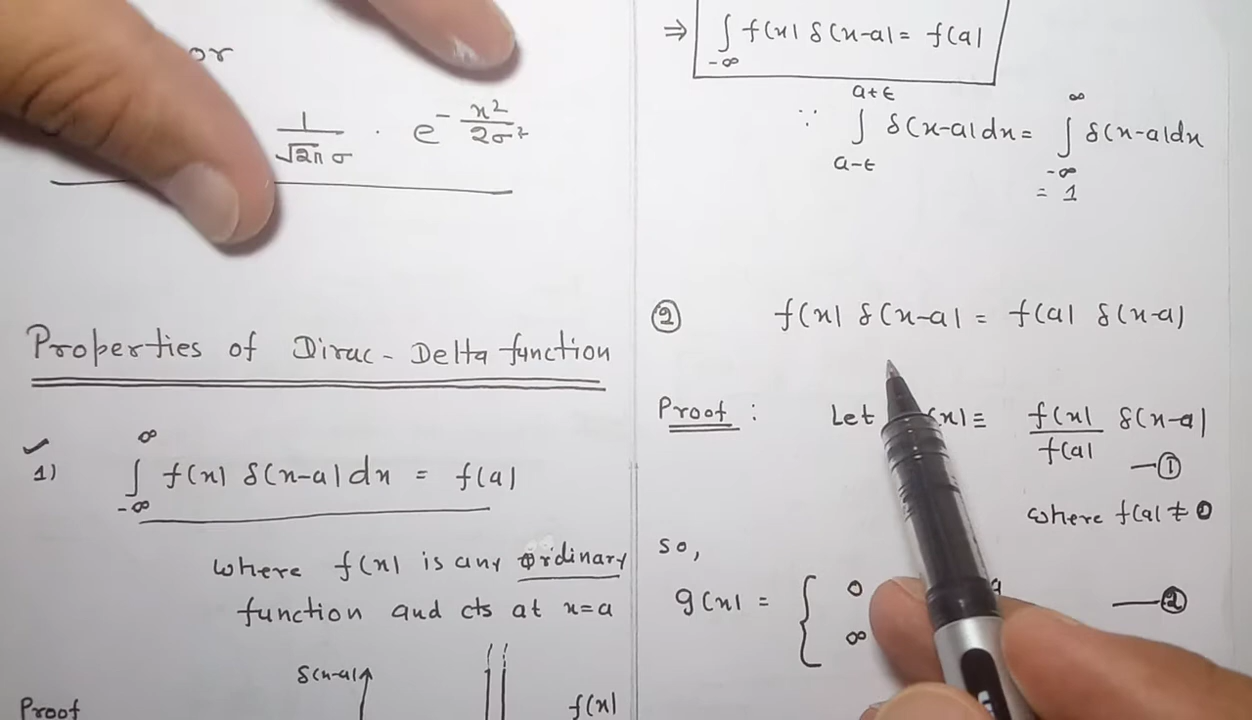 or
1/√2π σ · e^-x²/2σ²
Properties of Dirac-Delta function
1) ∫_-∞^∞ f(x) δ(x-a) dx = f(a)
where f(x) is any ordinary
function and cts at x=a
δ(x-a)
f(x)
Proof
⇒ ∫_-∞ f(x) δ(x-a) = f(a)
∵ ∫_a-ϵ^a+ϵ δ(x-a)dx = ∫_-∞^∞ δ(x-a)dx
= 1
② f(x) δ(x-a) = f(a) δ(x-a)
Proof : Let (x) ≡ f(x)/f(a) δ(x-a)
—①
where f(a) ≠ 0
so,
g(x) = { 0 —②
∞